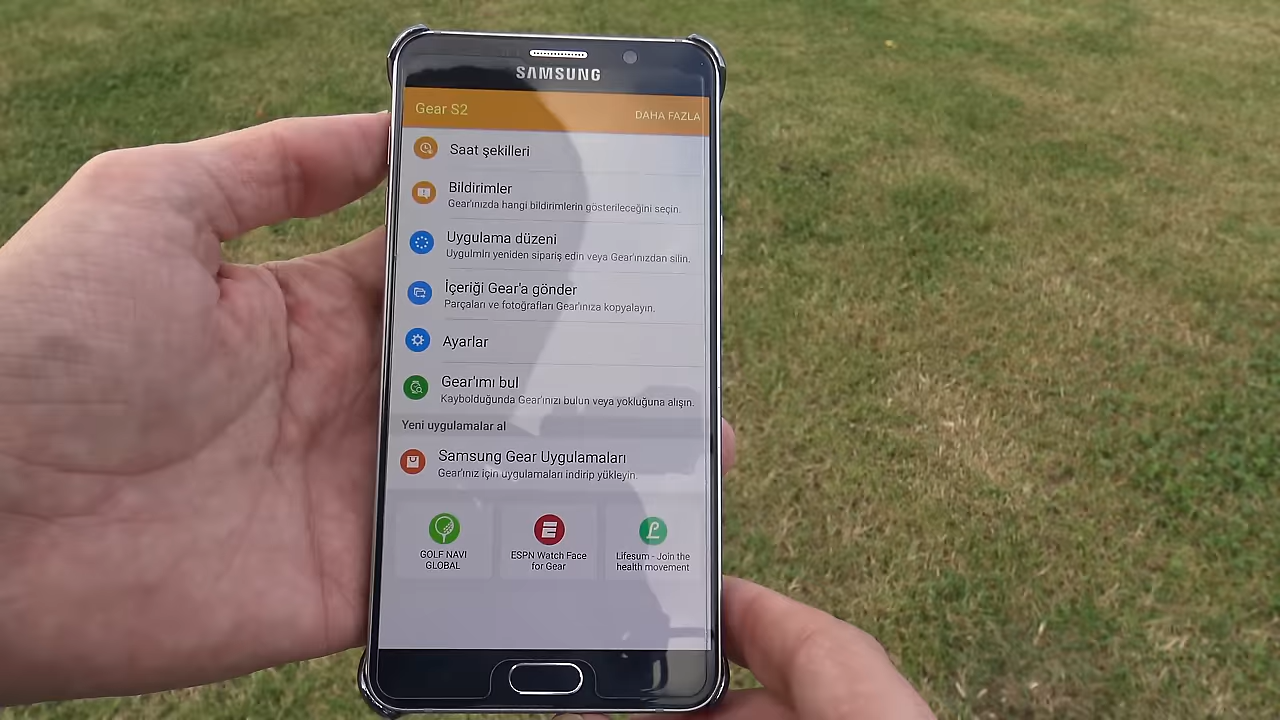 SAMSUNG
Gear S2
DAHA FAZLA
Saat şekilleri
Bildirimler
Gear'ınızda hangi bildirimlerin gösterileceğini seçin.
Uygulama düzeni
Uygulmln yeniden sipariş edin veya Gear'ınızdan silin.
İçeriği Gear'a gönder
Parçaları ve fotoğrafları Gear'ınıza kopyalayın.
Ayarlar
Gear'ımı bul
Kaybolduğunda Gear'ınızı bulun veya yokluğuna alışın.
Yeni uygulamalar al
Samsung Gear Uygulamaları
Gear'ınız için uygulamaları indirip yükleyin.
GOLF NAVI
GLOBAL
ESPN Watch Face
for Gear
Lifesum - Join the
health movement